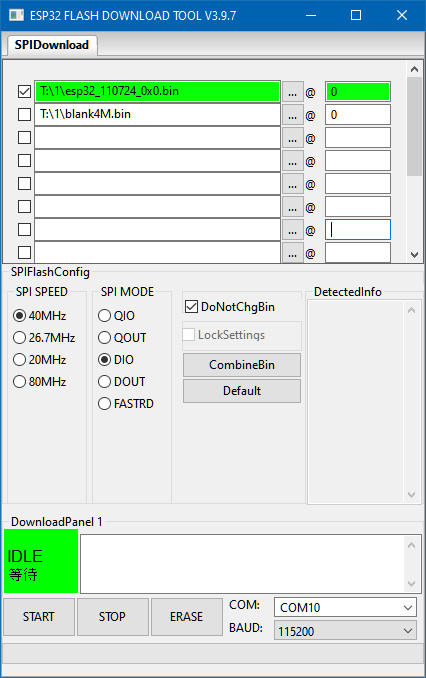 ESP32 FLASH DOWNLOAD TOOL V3.9.7
SPIDownload
T:\1\esp32_110724_0x0.bin ... @ 0
T:\1\blank4M.bin ... @ 0
... @
... @
... @
... @
... @
... @
SPIFlashConfig
SPI SPEED
40MHz
26.7MHz
20MHz
80MHz
SPI MODE
QIO
QOUT
DIO
DOUT
FASTRD
DoNotChgBin
LockSettings
CombineBin
Default
DetectedInfo
DownloadPanel 1
IDLE
等待
START STOP ERASE
COM: COM10
BAUD: 115200